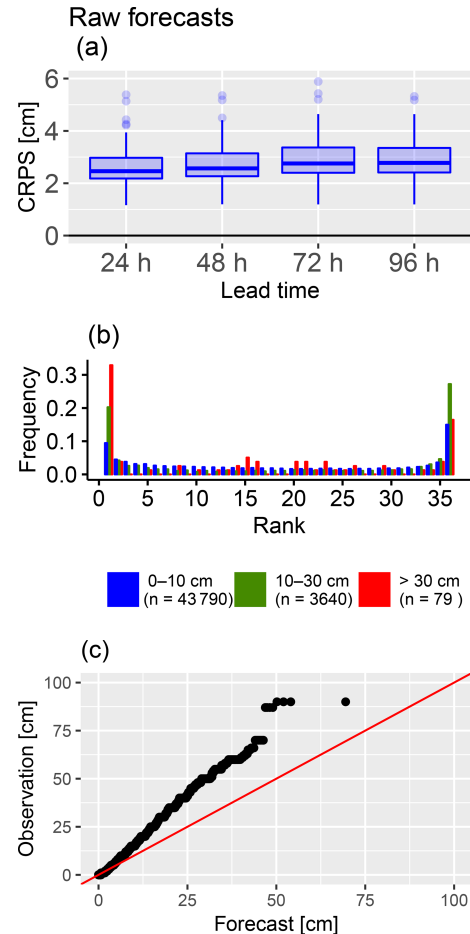 Raw forecasts
(a)
CRPS [cm]
6
4
2
0
24 h 48 h 72 h 96 h
Lead time
(b)
Frequency
0.3
0.2
0.1
0.0
0 5 10 15 20 25 30 35
Rank
0–10 cm 10–30 cm > 30 cm
(n = 43 790) (n = 3640) (n = 79 )
(c)
Observation [cm]
100
75
50
25
0
0 25 50 75 100
Forecast [cm]